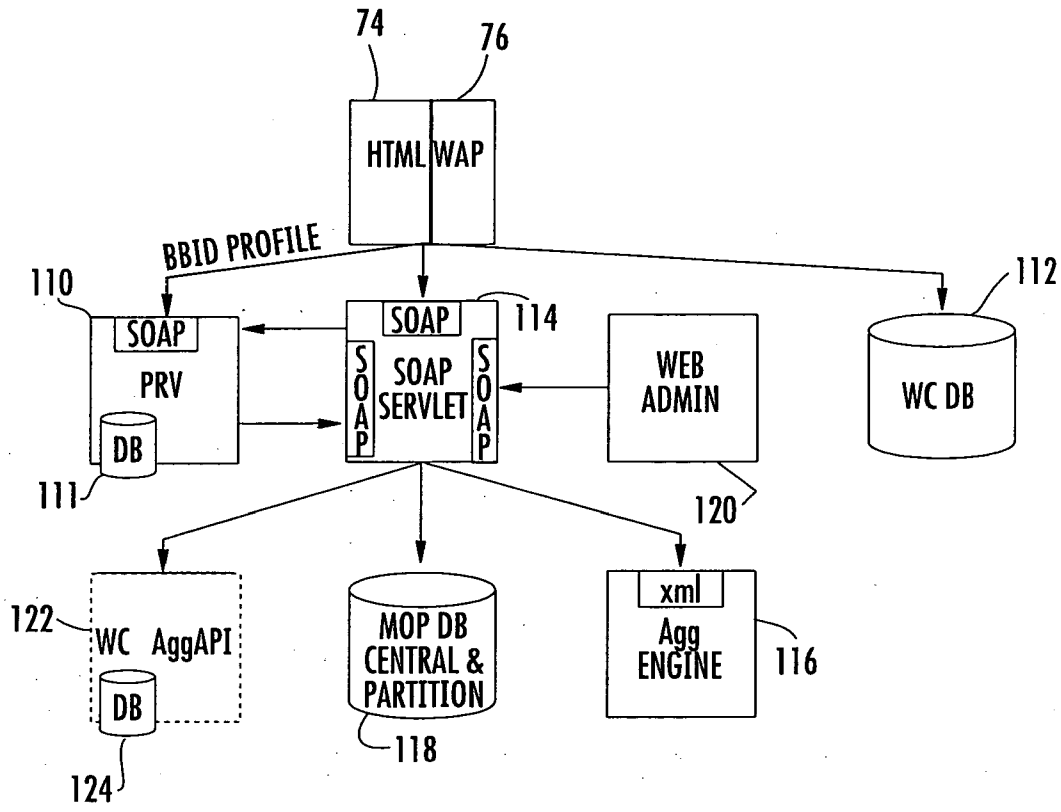 74
76
HTML WAP
BBID PROFILE
110
SOAP
PRV
DB
111
SOAP
114
SOAP
SOAP
SERVLET
SOAP
WEB
ADMIN
120
112
WC DB
122
WC AggAPI
DB
124
MOP DB
CENTRAL &
PARTITION
118
xml
Agg
ENGINE
116